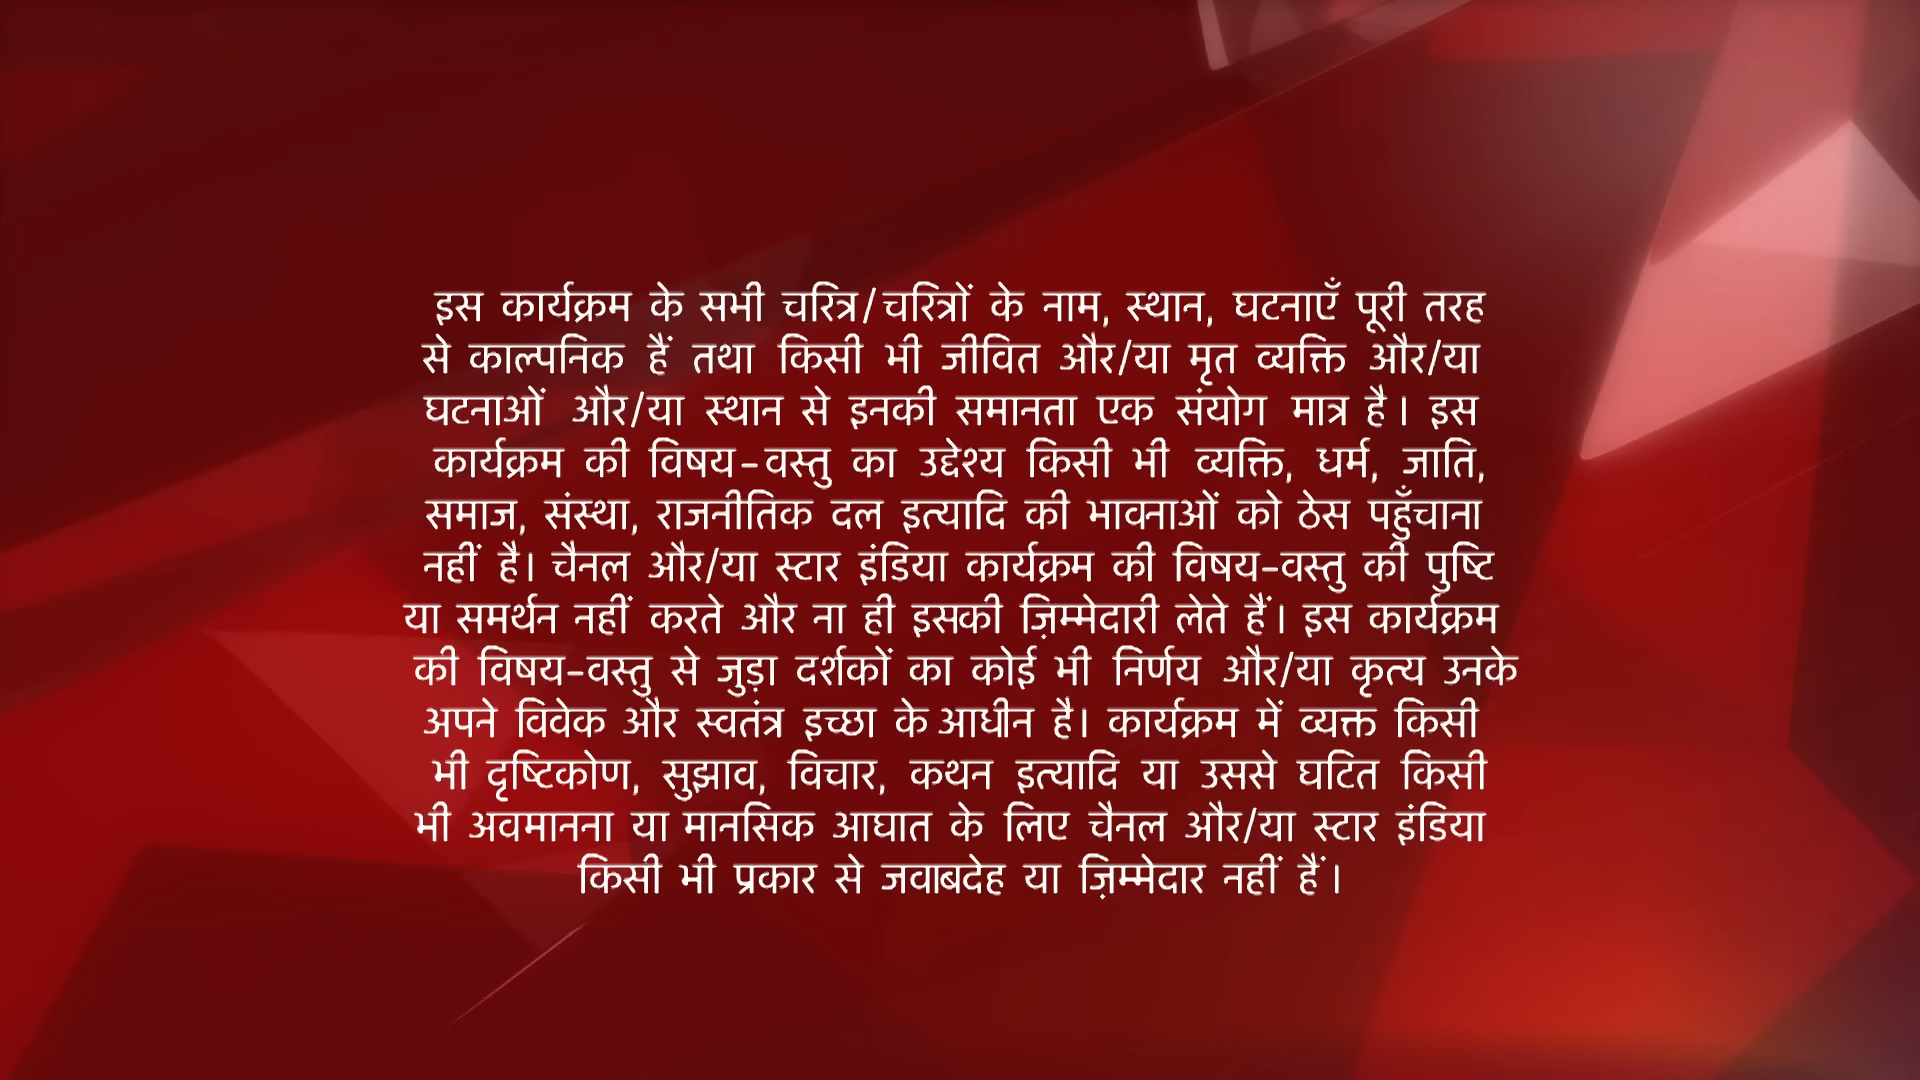 इस कार्यक्रम के सभी चरित्र/चरित्रों के नाम, स्थान, घटनाएँ पूरी तरह
से काल्पनिक हैं तथा किसी भी जीवित और/या मृत व्यक्ति और/या
घटनाओं और/या स्थान से इनकी समानता एक संयोग मात्र है। इस
कार्यक्रम की विषय-वस्तु का उद्देश्य किसी भी व्यक्ति, धर्म, जाति,
समाज, संस्था, राजनीतिक दल इत्यादि की भावनाओं को ठेस पहुँचाना
नहीं है। चैनल और/या स्टार इंडिया कार्यक्रम की विषय-वस्तु की पुष्टि
या समर्थन नहीं करते और ना ही इसकी ज़िम्मेदारी लेते हैं। इस कार्यक्रम
की विषय-वस्तु से जुड़ा दर्शकों का कोई भी निर्णय और/या कृत्य उनके
अपने विवेक और स्वतंत्र इच्छा के आधीन है। कार्यक्रम में व्यक्त किसी
भी दृष्टिकोण, सुझाव, विचार, कथन इत्यादि या उससे घटित किसी
भी अवमानना या मानसिक आघात के लिए चैनल और/या स्टार इंडिया
किसी भी प्रकार से जवाबदेह या ज़िम्मेदार नहीं हैं।